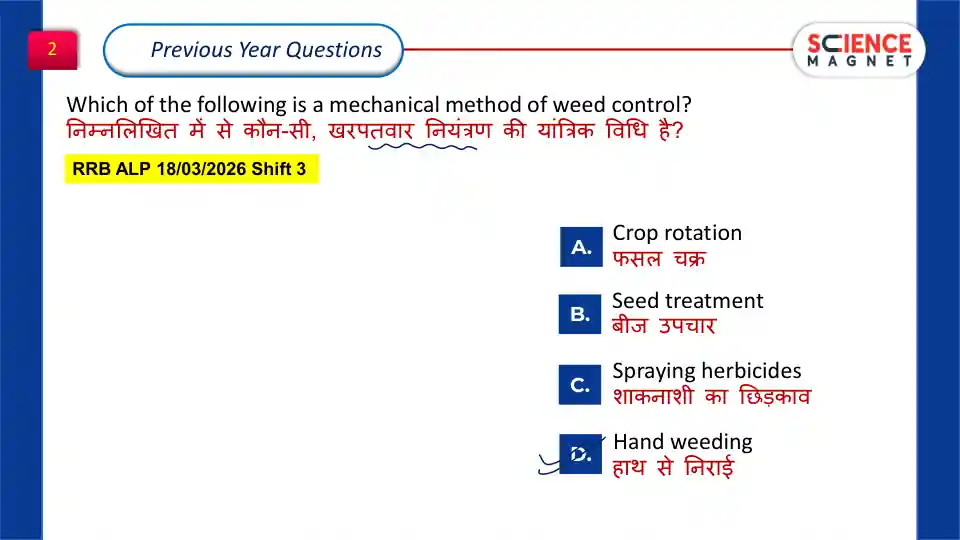 2
Previous Year Questions
SCIENCE
MAGNET
Which of the following is a mechanical method of weed control?
निम्नलिखित में से कौन-सी, खरपतवार नियंत्रण की यांत्रिक विधि है?
RRB ALP 18/03/2026 Shift 3
A.
Crop rotation
फसल चक्र
B.
Seed treatment
बीज उपचार
C.
Spraying herbicides
शाकनाशी का छिड़काव
D.
Hand weeding
हाथ से निराई